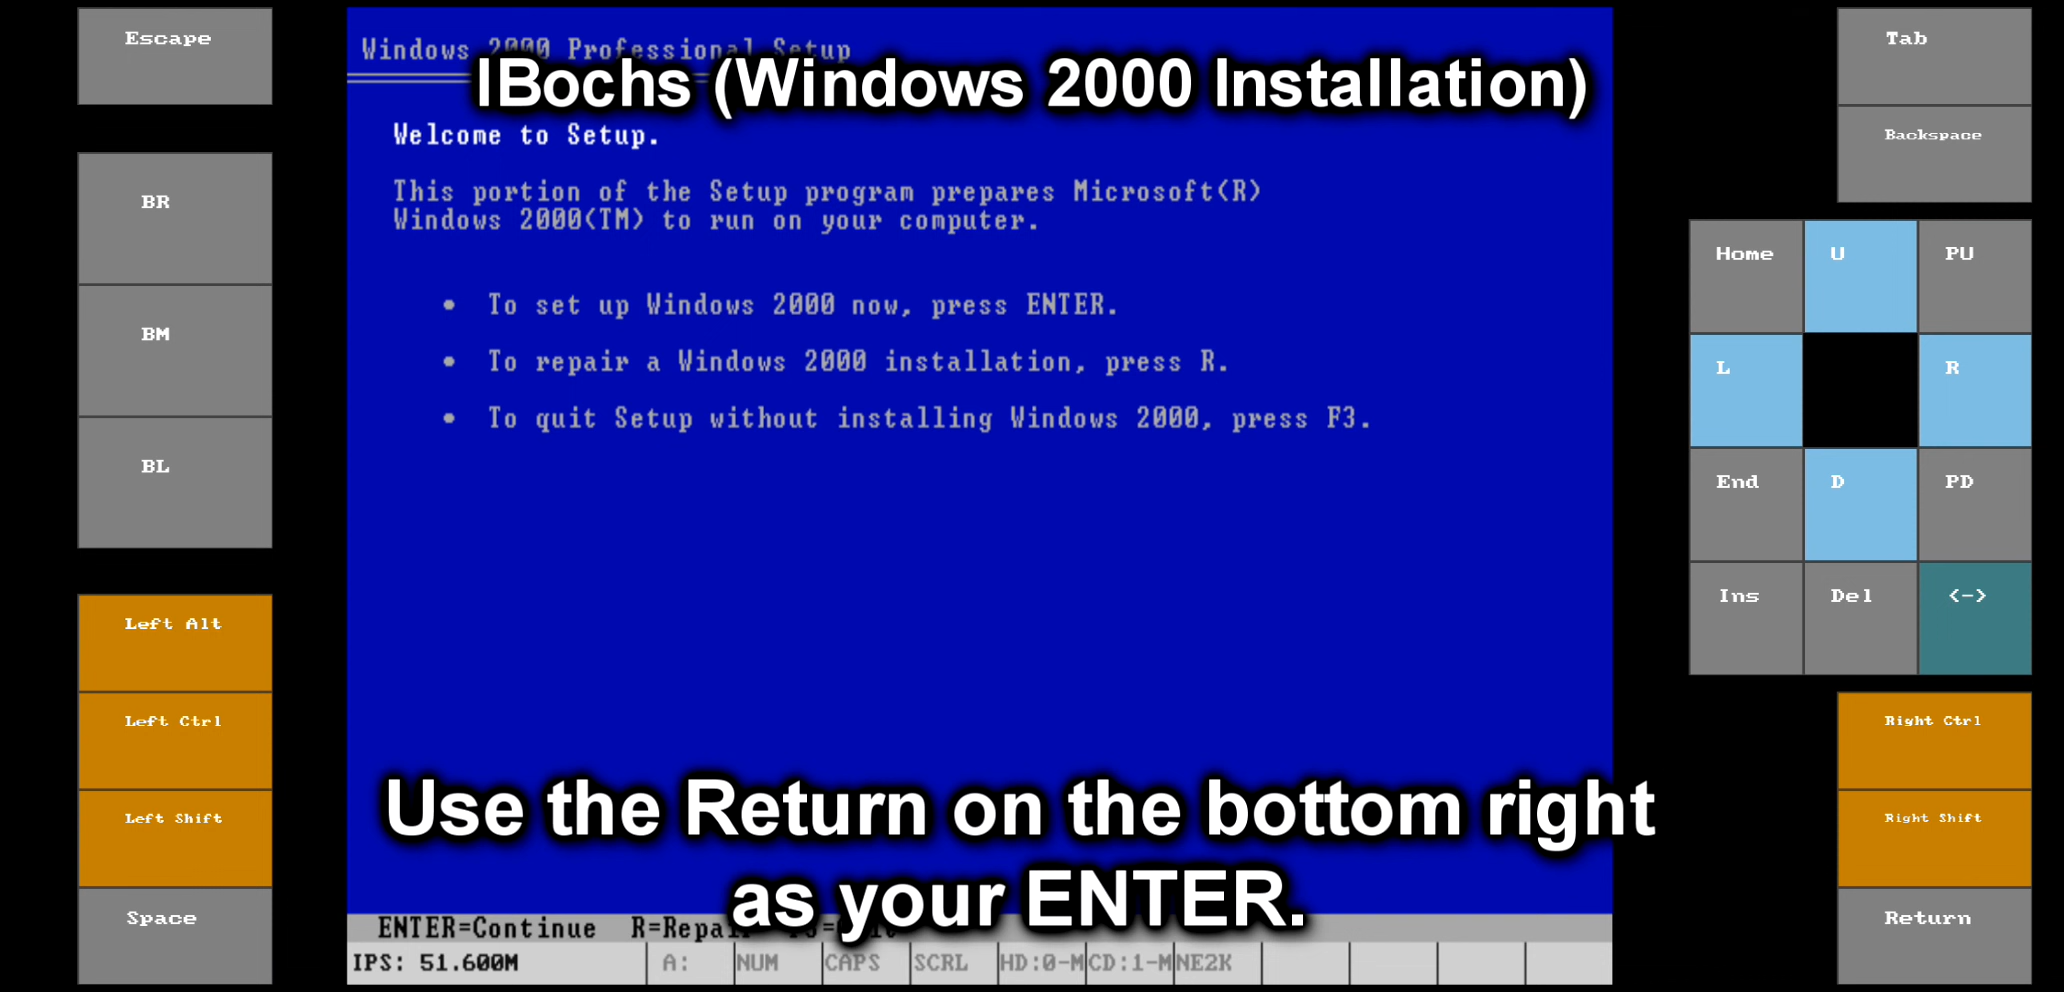 Escape
BR
BM
BL
Left Alt
Left Ctrl
Left Shift
Space
Windows 2000 Professional Setup
IBochs (Windows 2000 Installation)
Welcome to Setup.
This portion of the Setup program prepares Microsoft(R)
Windows 2000(TM) to run on your computer.
• To set up Windows 2000 now, press ENTER.
• To repair a Windows 2000 installation, press R.
• To quit Setup without installing Windows 2000, press F3.
Use the Return on the bottom right
as your ENTER.
ENTER=Continue R=Repair
IPS: 51.600M A: NUM CAPS SCRL HD:0-M CD:1-M NE2K
Tab
Backspace
Home U PU
L R
End D PD
Ins Del <->
Right Ctrl
Right Shift
Return